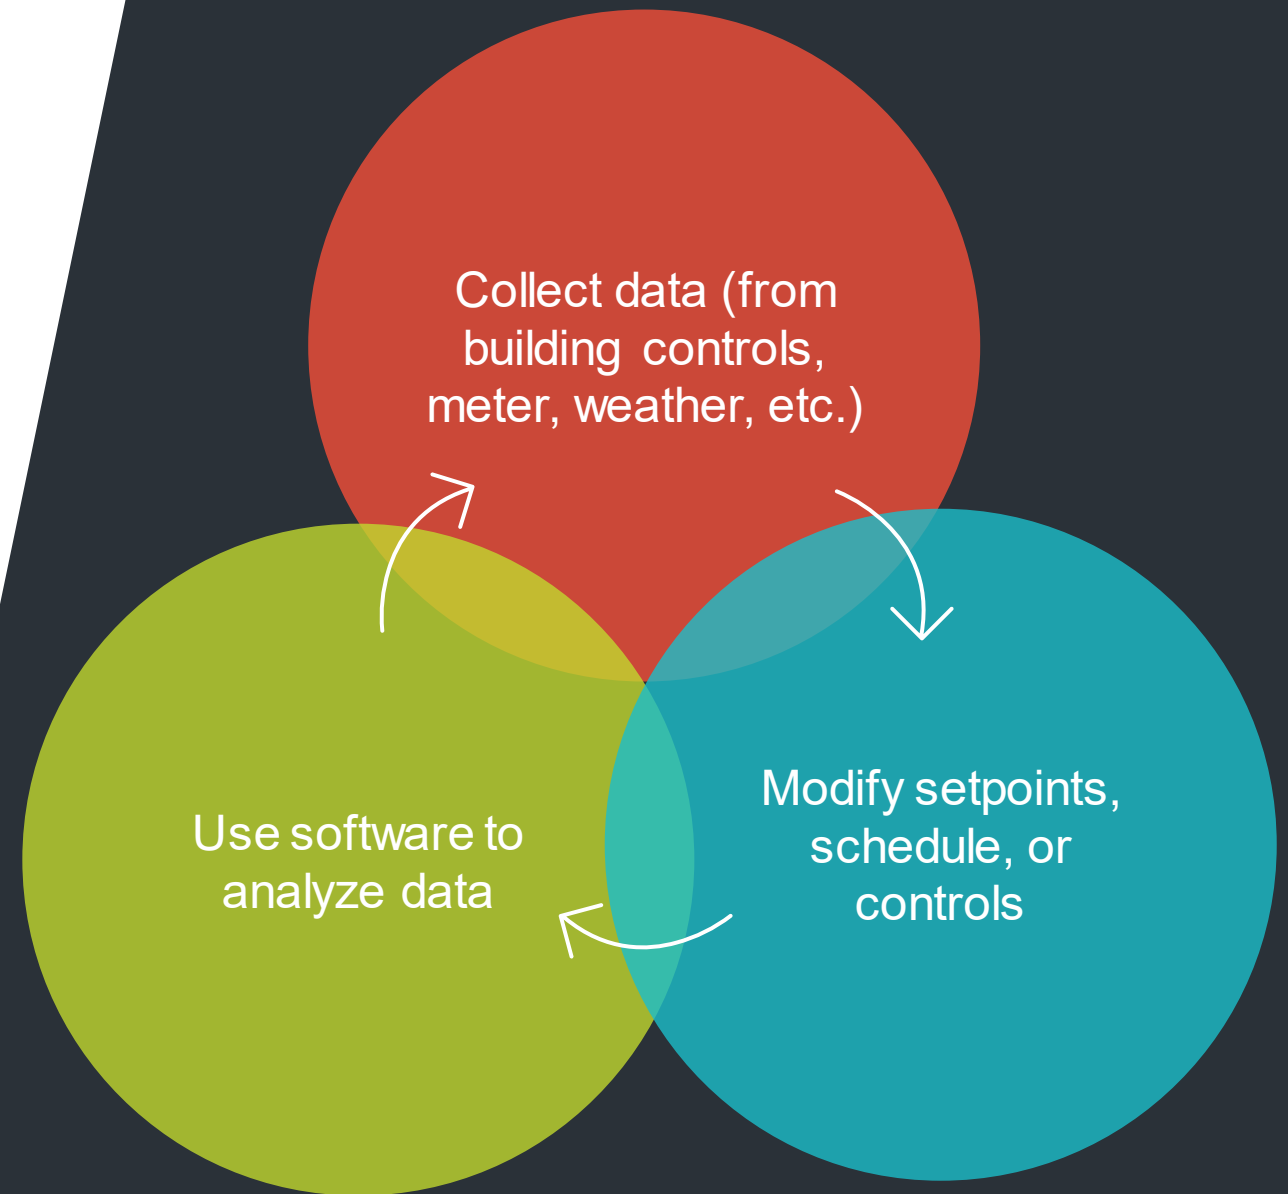 Collect data (from
building controls,
meter, weather, etc.)
Use software to
analyze data
Modify setpoints,
schedule, or
controls